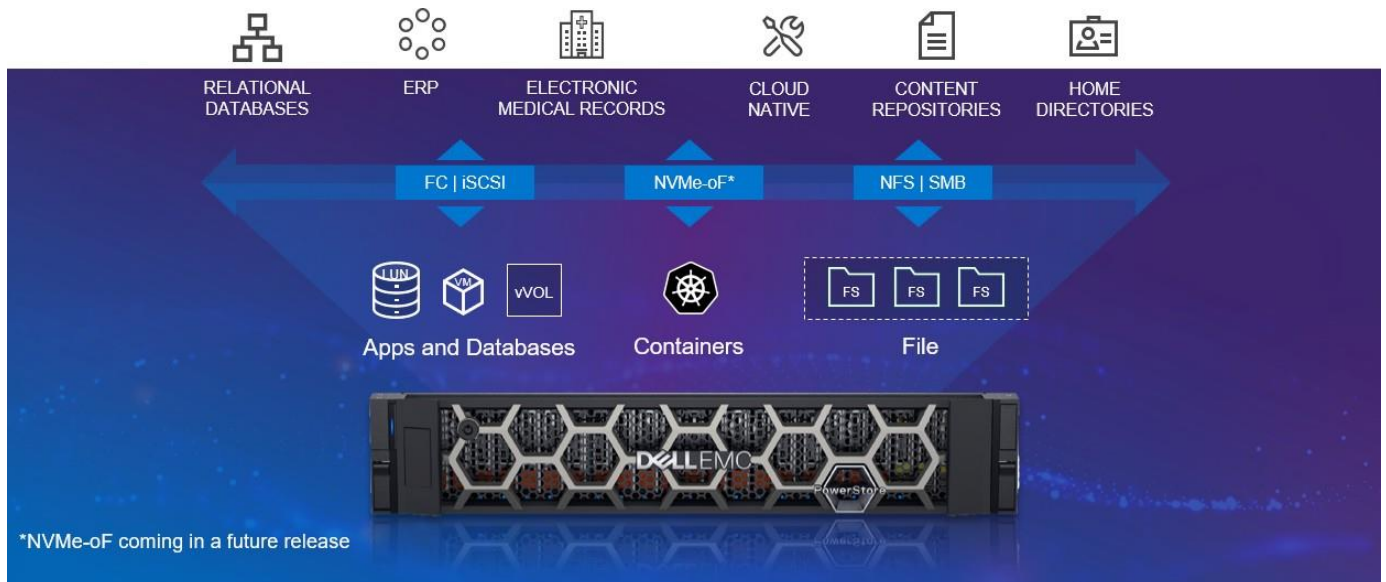 RELATIONAL
DATABASES
ERP
ELECTRONIC
MEDICAL RECORDS
CLOUD
NATIVE
CONTENT
REPOSITORIES
HOME
DIRECTORIES
FC | iSCSI
NVMe-oF*
NFS | SMB
LUN
VM
vVOL
FS
FS
FS
Apps and Databases
Containers
File
DELLEMC
PowerStore
*NVMe-oF coming in a future release